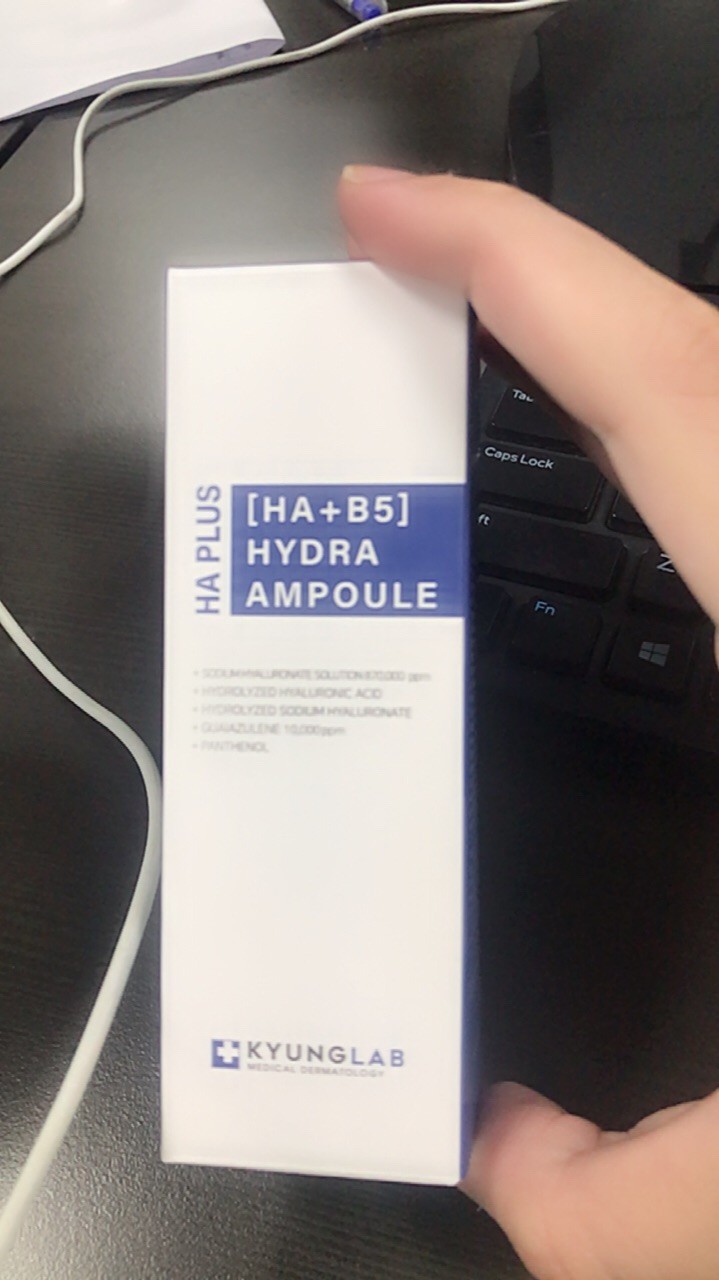 HA PLUS
[HA+B5]
HYDRA
AMPOULE
+ SODIUM HYALURONATE SOLUTION 870,000 ppm
+ HYDROLYZED HYALURONIC ACID
+ HYDROLYZED SODIUM HYALURONATE
+ GUAIAZULENE 10,000ppm
+ PANTHENOL
KYUNGLAB
MEDICAL DERMATOLOGY
Caps Lock
Fn